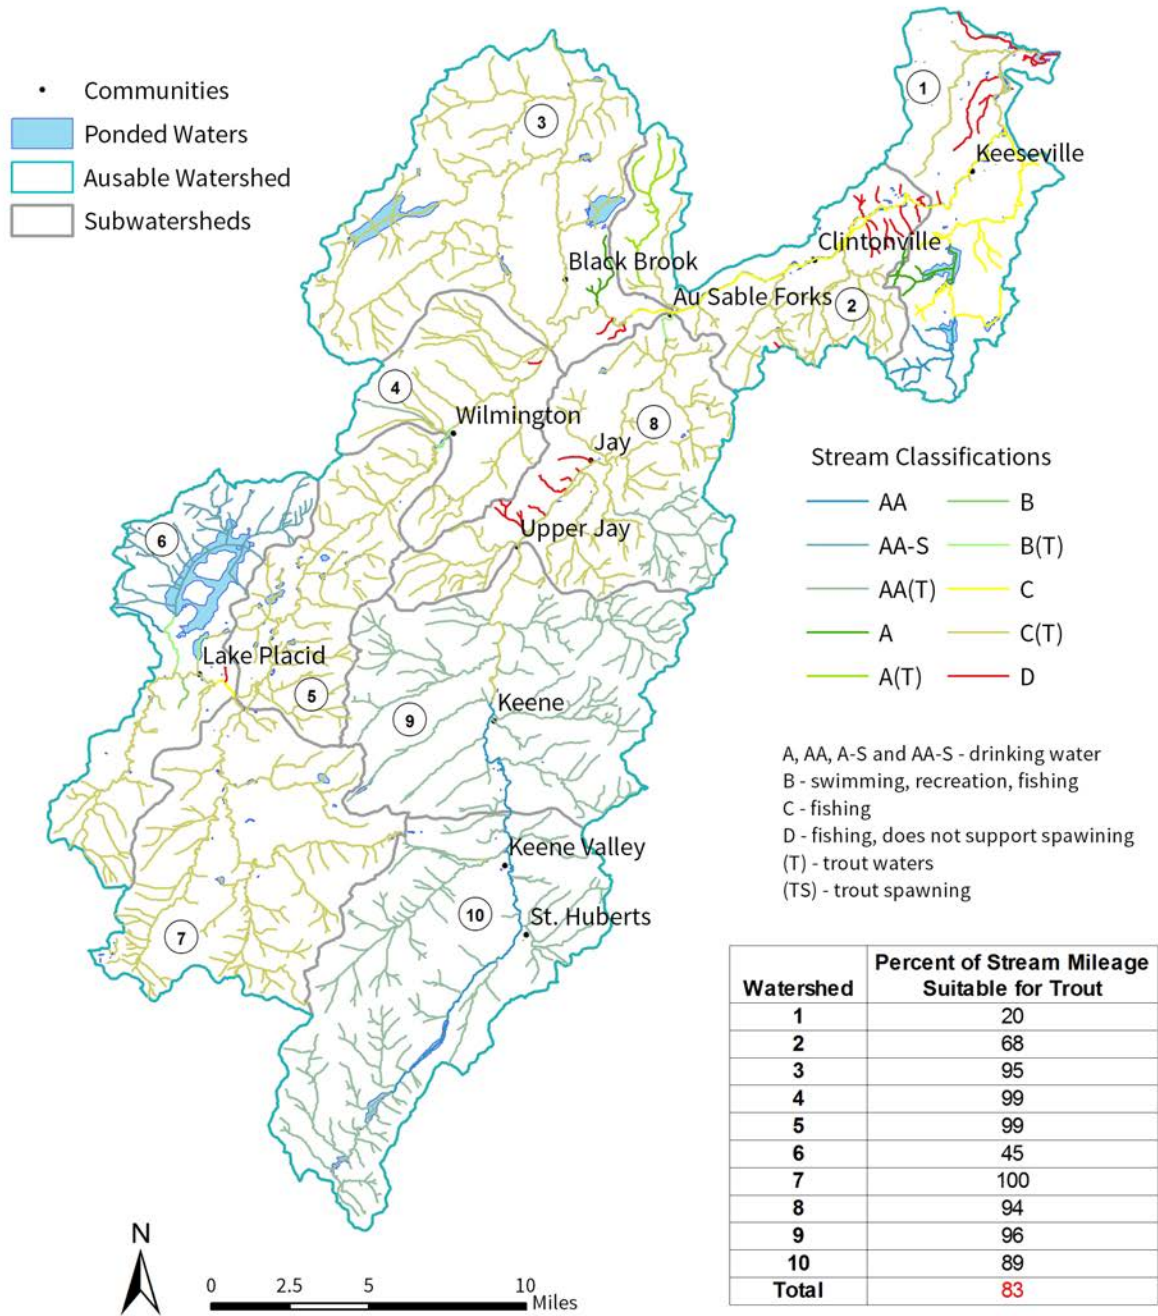 Communities
Ponded Waters
Ausable Watershed
Subwatersheds
1
3
Keeseville
Clintonville
Black Brook
Au Sable Forks
2
4
Wilmington
8
Jay
Upper Jay
6
Lake Placid
5
9
Keene
Keene Valley
10
St. Huberts
7
Stream Classifications
AA B
AA-S B(T)
AA(T) C
A C(T)
A(T) D
A, AA, A-S and AA-S - drinking water
B - swimming, recreation, fishing
C - fishing
D - fishing, does not support spawining
(T) - trout waters
(TS) - trout spawning
Watershed Percent of Stream Mileage
Suitable for Trout
1 20
2 68
3 95
4 99
5 99
6 45
7 100
8 94
9 96
10 89
Total 83
N
0 2.5 5 10
Miles